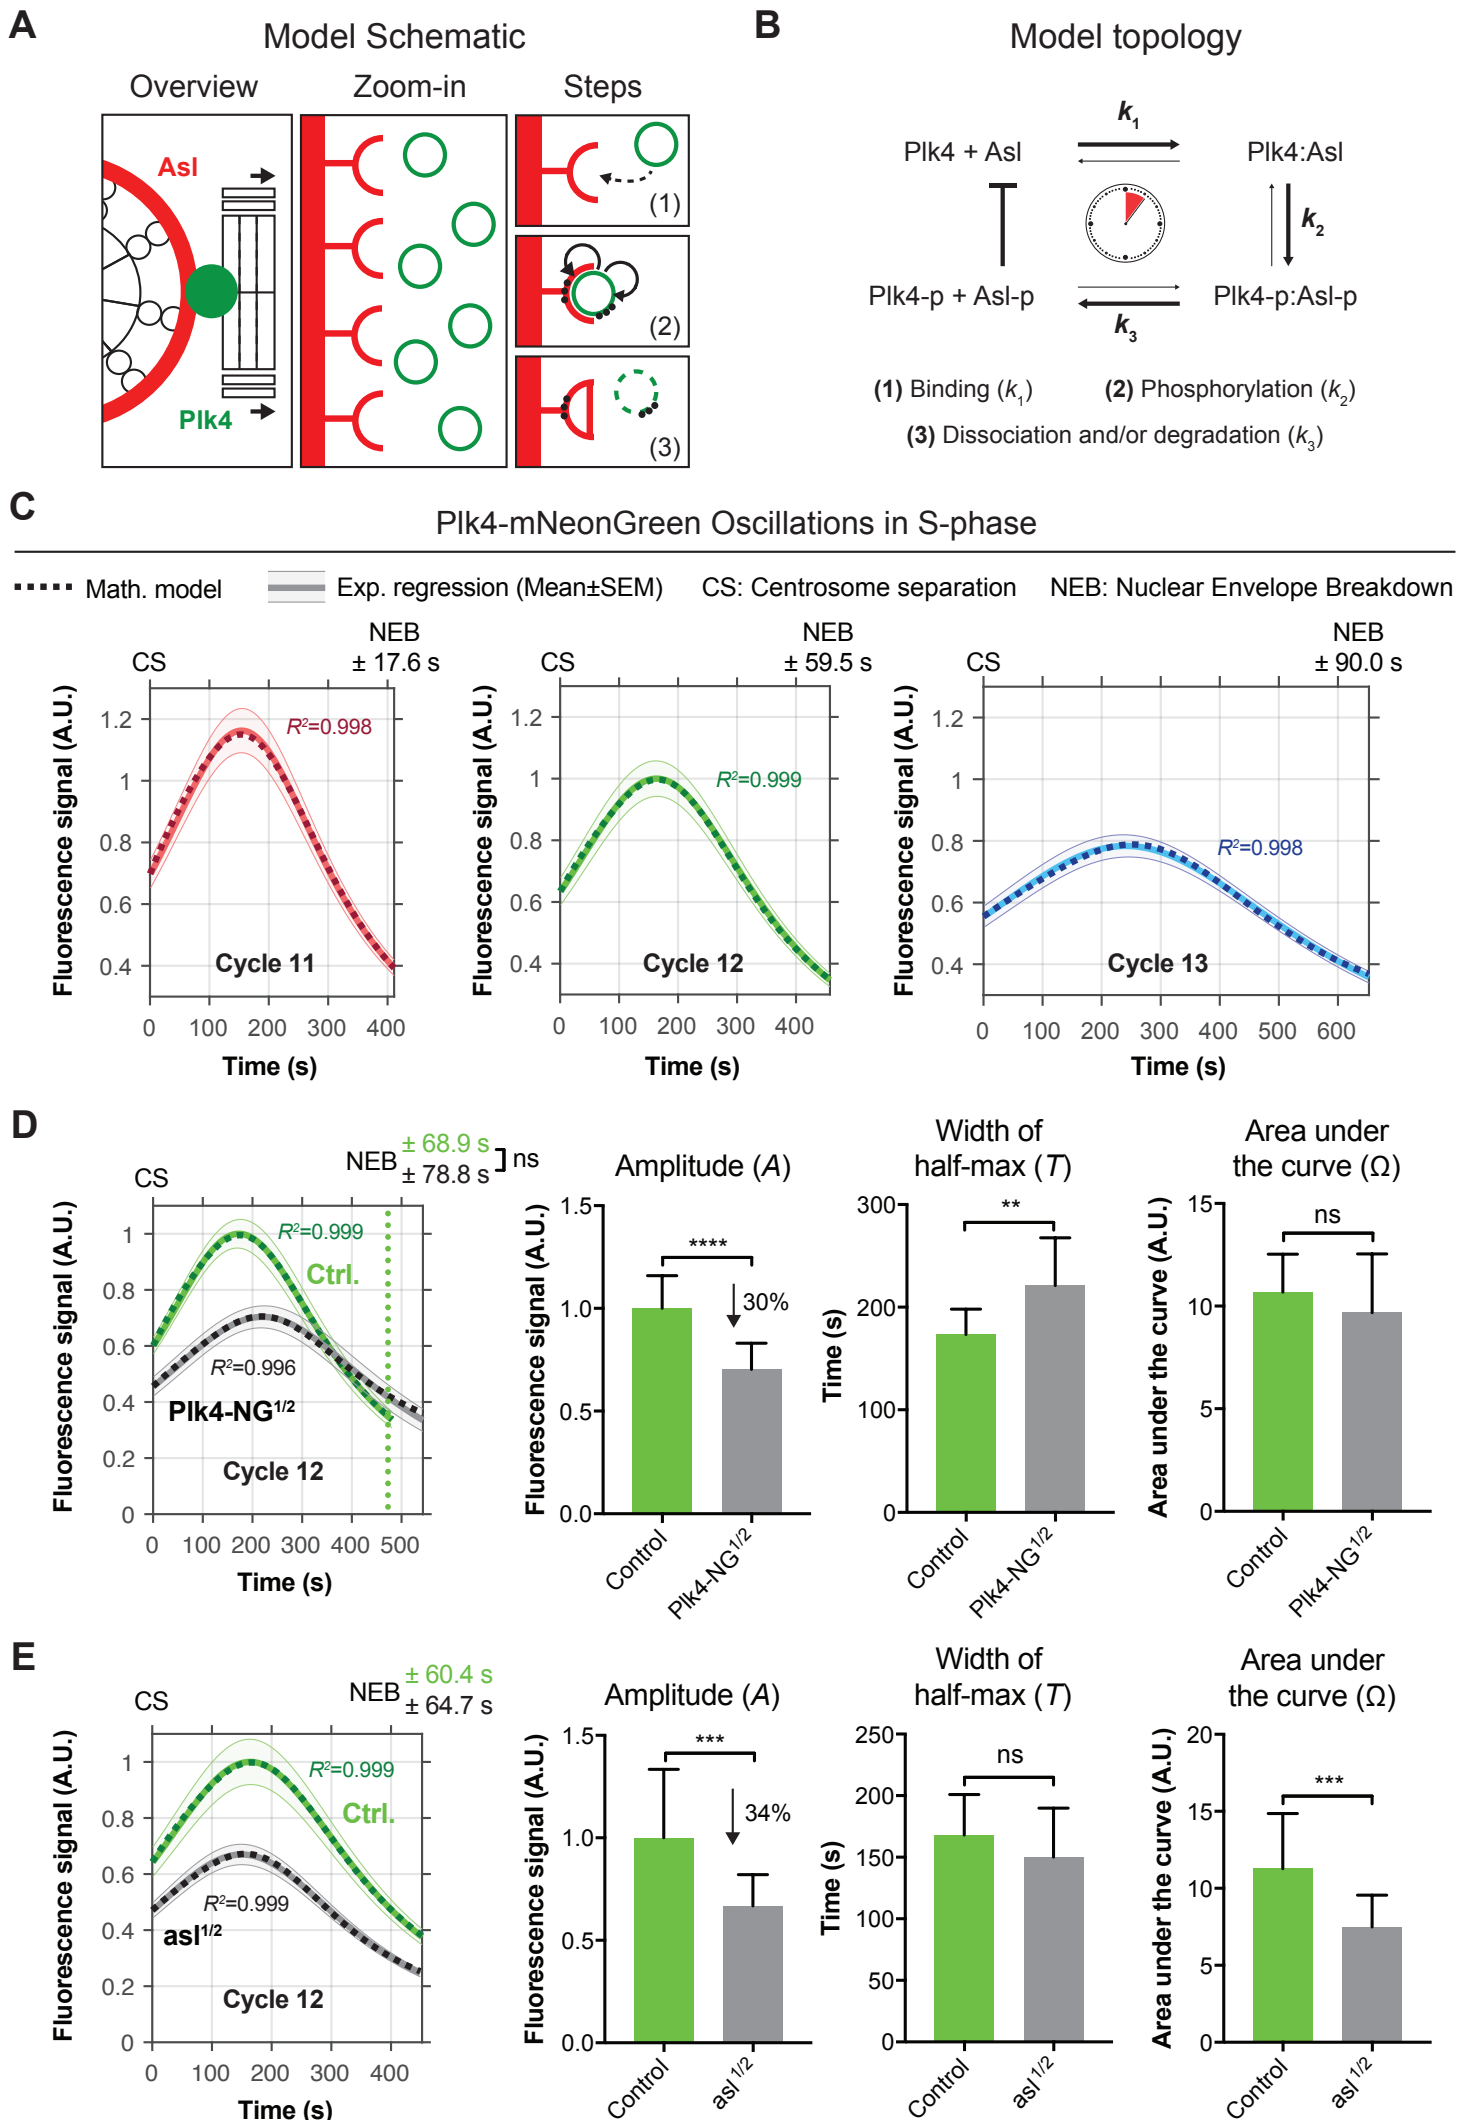 A
Model Schematic
Overview
Zoom-in
Steps
Asl
Plk4
(1)
(2)
(3)
B
Model topology
k1
Plk4 + Asl
Plk4:Asl
k2
Plk4-p + Asl-p
Plk4-p:Asl-p
k3
(1) Binding (k1)
(2) Phosphorylation (k2)
(3) Dissociation and/or degradation (k3)
C
Plk4-mNeonGreen Oscillations in S-phase
Math. model
Exp. regression (Mean±SEM)
CS: Centrosome separation
NEB: Nuclear Envelope Breakdown
CS
NEB
± 17.6 s
Fluorescence signal (A.U.)
1.2
1
0.8
0.6
0.4
R²=0.998
Cycle 11
0 100 200 300 400
Time (s)
CS
NEB
± 59.5 s
Fluorescence signal (A.U.)
1.2
1
0.8
0.6
0.4
R²=0.999
Cycle 12
0 100 200 300 400
Time (s)
CS
NEB
± 90.0 s
Fluorescence signal (A.U.)
1.2
1
0.8
0.6
0.4
R²=0.998
Cycle 13
0 100 200 300 400 500 600
Time (s)
D
CS
NEB
± 68.9 s
± 78.8 s
ns
Fluorescence signal (A.U.)
1
0.8
0.6
0.4
0.2
0
R²=0.999
Ctrl.
R²=0.996
Plk4-NG1/2
Cycle 12
0 100 200 300 400 500
Time (s)
Amplitude (A)
Fluorescence signal (A.U.)
1.5
1.0
0.5
0.0
****
30%
Control
Plk4-NG1/2
Width of
half-max (T)
Time (s)
300
200
100
0
**
Control
Plk4-NG1/2
Area under
the curve (Ω)
Area under the curve (A.U.)
15
10
5
0
ns
Control
Plk4-NG1/2
E
CS
NEB
± 60.4 s
± 64.7 s
Fluorescence signal (A.U.)
1
0.8
0.6
0.4
0.2
0
R²=0.999
Ctrl.
R²=0.999
asl1/2
Cycle 12
0 100 200 300 400
Time (s)
Amplitude (A)
Fluorescence signal (A.U.)
1.5
1.0
0.5
0.0
***
34%
Control
asl 1/2
Width of
half-max (T)
Time (s)
250
200
150
100
50
0
ns
Control
asl 1/2
Area under
the curve (Ω)
Area under the curve (A.U.)
20
15
10
5
0
***
Control
asl 1/2